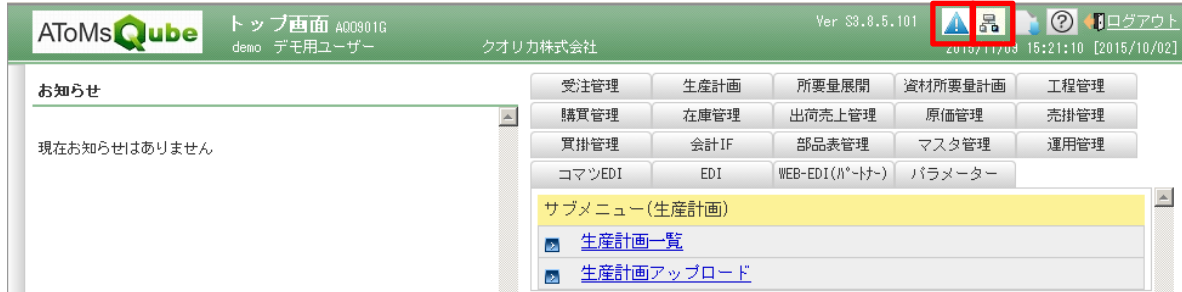 AToMsQube
トップ画面 AQ0901G
Ver S3.8.5.101
ログアウト
demo デモ用ユーザー
クオリカ株式会社
15:21:10 [2015/10/02]
お知らせ
現在お知らせはありません
受注管理
生産計画
所要量展開
資材所要量計画
工程管理
購買管理
在庫管理
出荷売上管理
原価管理
売掛管理
買掛管理
会計IF
部品表管理
マスタ管理
運用管理
コマツEDI
EDI
WEB-EDI(ﾊﾟｰﾄﾅｰ)
パラメーター
サブメニュー(生産計画)
生産計画一覧
生産計画アップロード